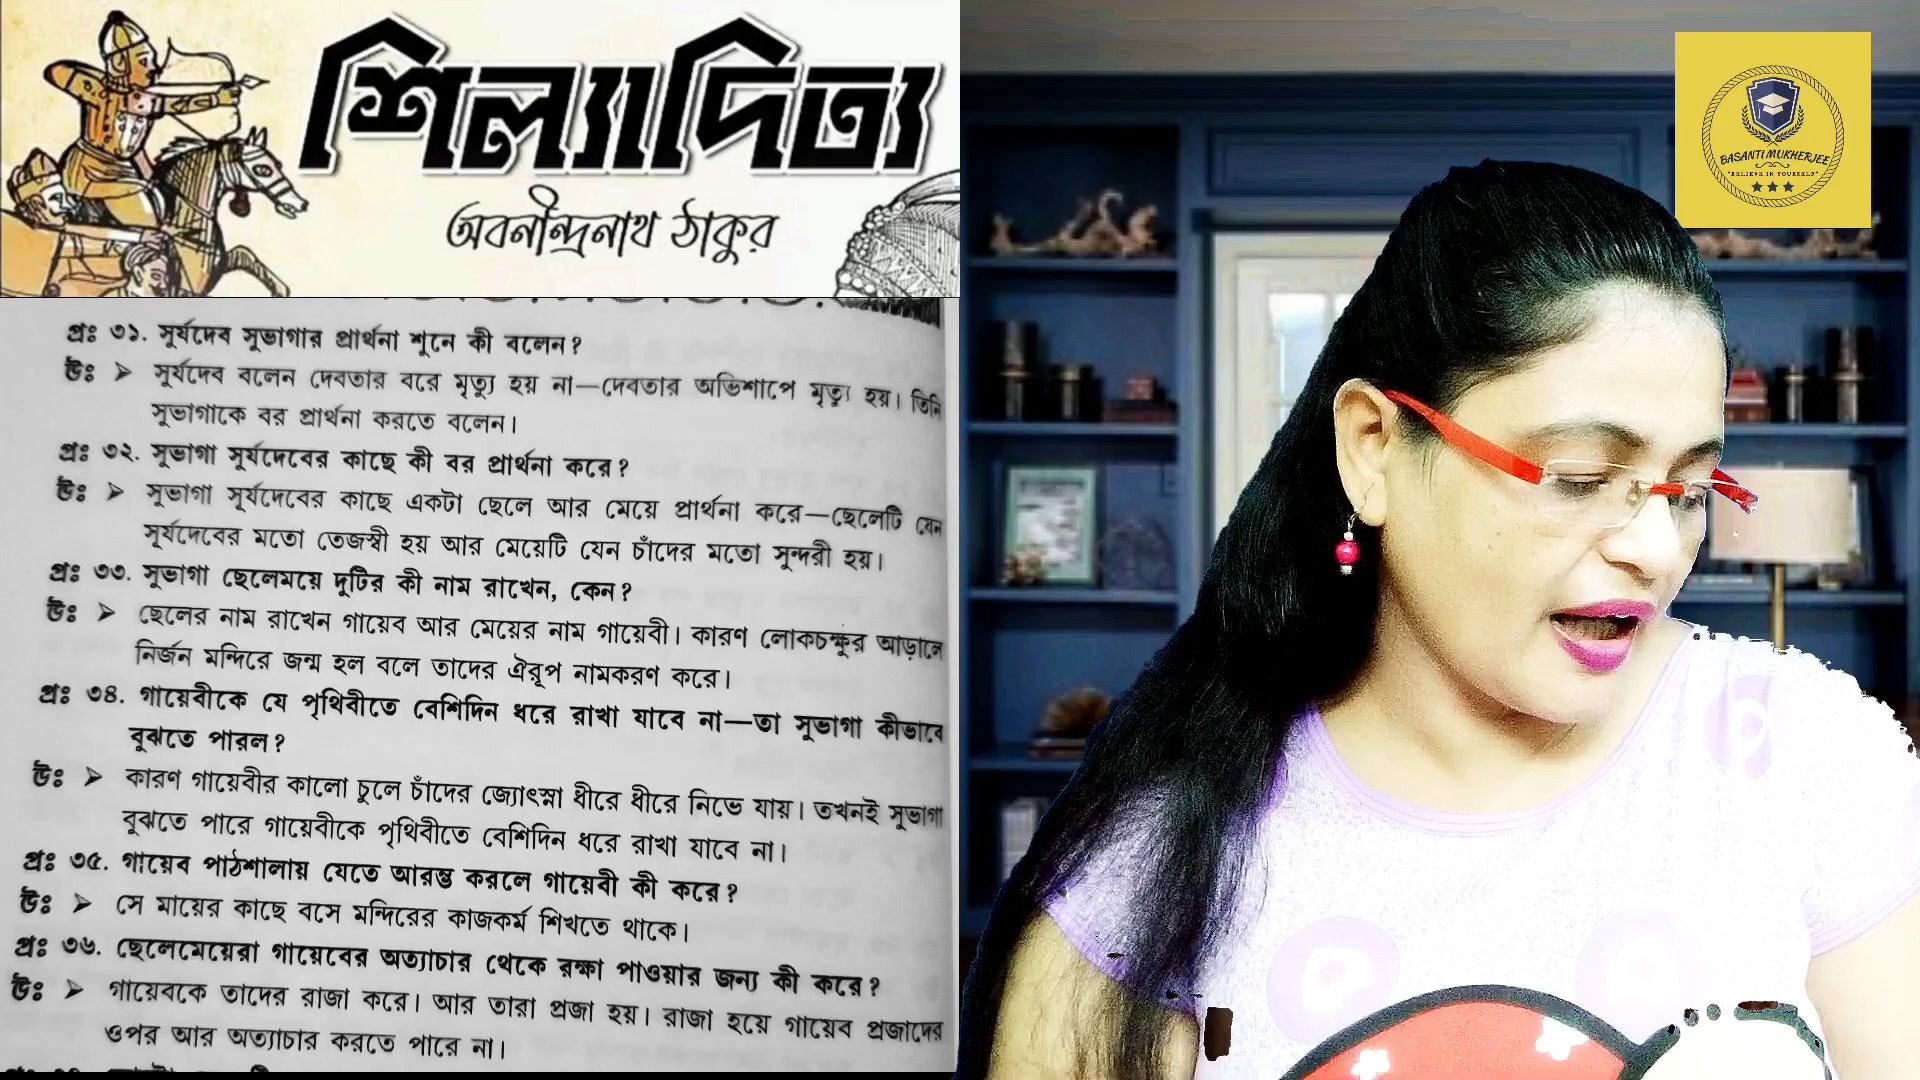 শিল্যাদিত্য
অবনীন্দ্রনাথ ঠাকুর
BASANTI MUKHERJEE
"BELIEVE IN YOURSELF"
প্রঃ ৩১. সূর্যদেব সুভাগার প্রার্থনা শুনে কী বলেন?
উঃ ➤ সূর্যদেব বলেন দেবতার বরে মৃত্যু হয় না—দেবতার অভিশাপে মৃত্যু হয়। তিনি
সুভাগাকে বর প্রার্থনা করতে বলেন।
প্রঃ ৩২. সুভাগা সূর্যদেবের কাছে কী বর প্রার্থনা করে?
উঃ ➤ সুভাগা সূর্যদেবের কাছে একটা ছেলে আর মেয়ে প্রার্থনা করে—ছেলেটি যেন
সূর্যদেবের মতো তেজস্বী হয় আর মেয়েটি যেন চাঁদের মতো সুন্দরী হয়।
প্রঃ ৩৩. সুভাগা ছেলেময়ে দুটির কী নাম রাখেন, কেন?
উঃ ➤ ছেলের নাম রাখেন গায়েব আর মেয়ের নাম গায়েবী। কারণ লোকচক্ষুর আড়ালে
নির্জন মন্দিরে জন্ম হল বলে তাদের ঐরূপ নামকরণ করে।
প্রঃ ৩৪. গায়েবীকে যে পৃথিবীতে বেশিদিন ধরে রাখা যাবে না—তা সুভাগা কীভাবে
বুঝতে পারল?
উঃ ➤ কারণ গায়েবীর কালো চুলে চাঁদের জ্যোৎস্না ধীরে ধীরে নিভে যায়। তখনই সুভাগা
বুঝতে পারে গায়েবীকে পৃথিবীতে বেশিদিন ধরে রাখা যাবে না।
প্রঃ ৩৫. গায়েব পাঠশালায় যেতে আরম্ভ করলে গায়েবী কী করে?
উঃ ➤ সে মায়ের কাছে বসে মন্দিরের কাজকর্ম শিখতে থাকে।
প্রঃ ৩৬. ছেলেমেয়েরা গায়েবের অত্যাচার থেকে রক্ষা পাওয়ার জন্য কী করে?
উঃ ➤ গায়েবকে তাদের রাজা করে। আর তারা প্রজা হয়। রাজা হয়ে গায়েব প্রজাদের
ওপর আর অত্যাচার করতে পারে না।